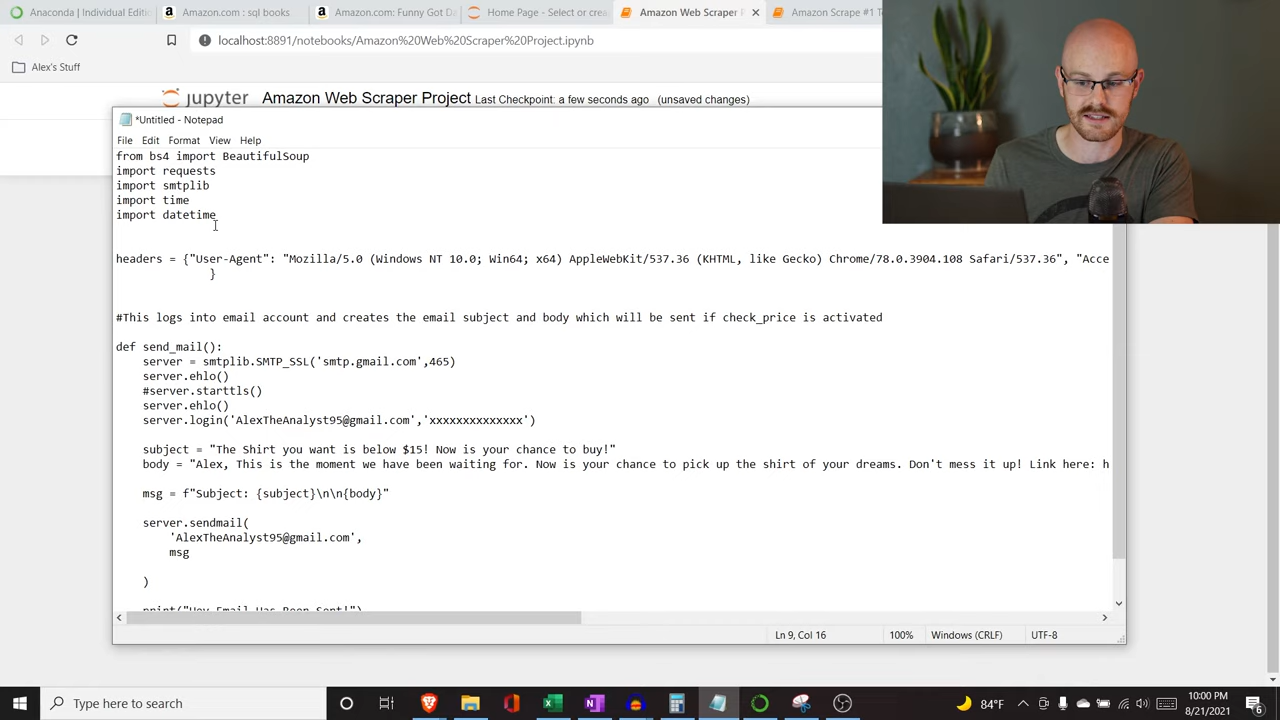 Anaconda | Individual Edition
Amazon.com : sql books
Amazon.com: Funny Got Da
Home Page - Select or crea
Amazon Web Scraper P
Amazon Scrape #1 T
localhost:8891/notebooks/Amazon%20Web%20Scraper%20Project.ipynb
Alex's Stuff
jupyter Amazon Web Scraper Project Last Checkpoint: a few seconds ago (unsaved changes)
*Untitled - Notepad
File Edit Format View Help
from bs4 import BeautifulSoup
import requests
import smtplib
import time
import datetime
headers = {"User-Agent": "Mozilla/5.0 (Windows NT 10.0; Win64; x64) AppleWebKit/537.36 (KHTML, like Gecko) Chrome/78.0.3904.108 Safari/537.36", "Acce
}
#This logs into email account and creates the email subject and body which will be sent if check_price is activated
def send_mail():
server = smtplib.SMTP_SSL('smtp.gmail.com',465)
server.ehlo()
#server.starttls()
server.ehlo()
server.login('AlexTheAnalyst95@gmail.com','xxxxxxxxxxxxxx')
subject = "The Shirt you want is below $15! Now is your chance to buy!"
body = "Alex, This is the moment we have been waiting for. Now is your chance to pick up the shirt of your dreams. Don't mess it up! Link here: h
msg = f"Subject: {subject}\n\n{body}"
server.sendmail(
'AlexTheAnalyst95@gmail.com',
msg
)
print("Hey Email Has Been Sent!")
Ln 9, Col 16 100% Windows (CRLF) UTF-8
Type here to search
84°F
10:00 PM
8/21/2021
6